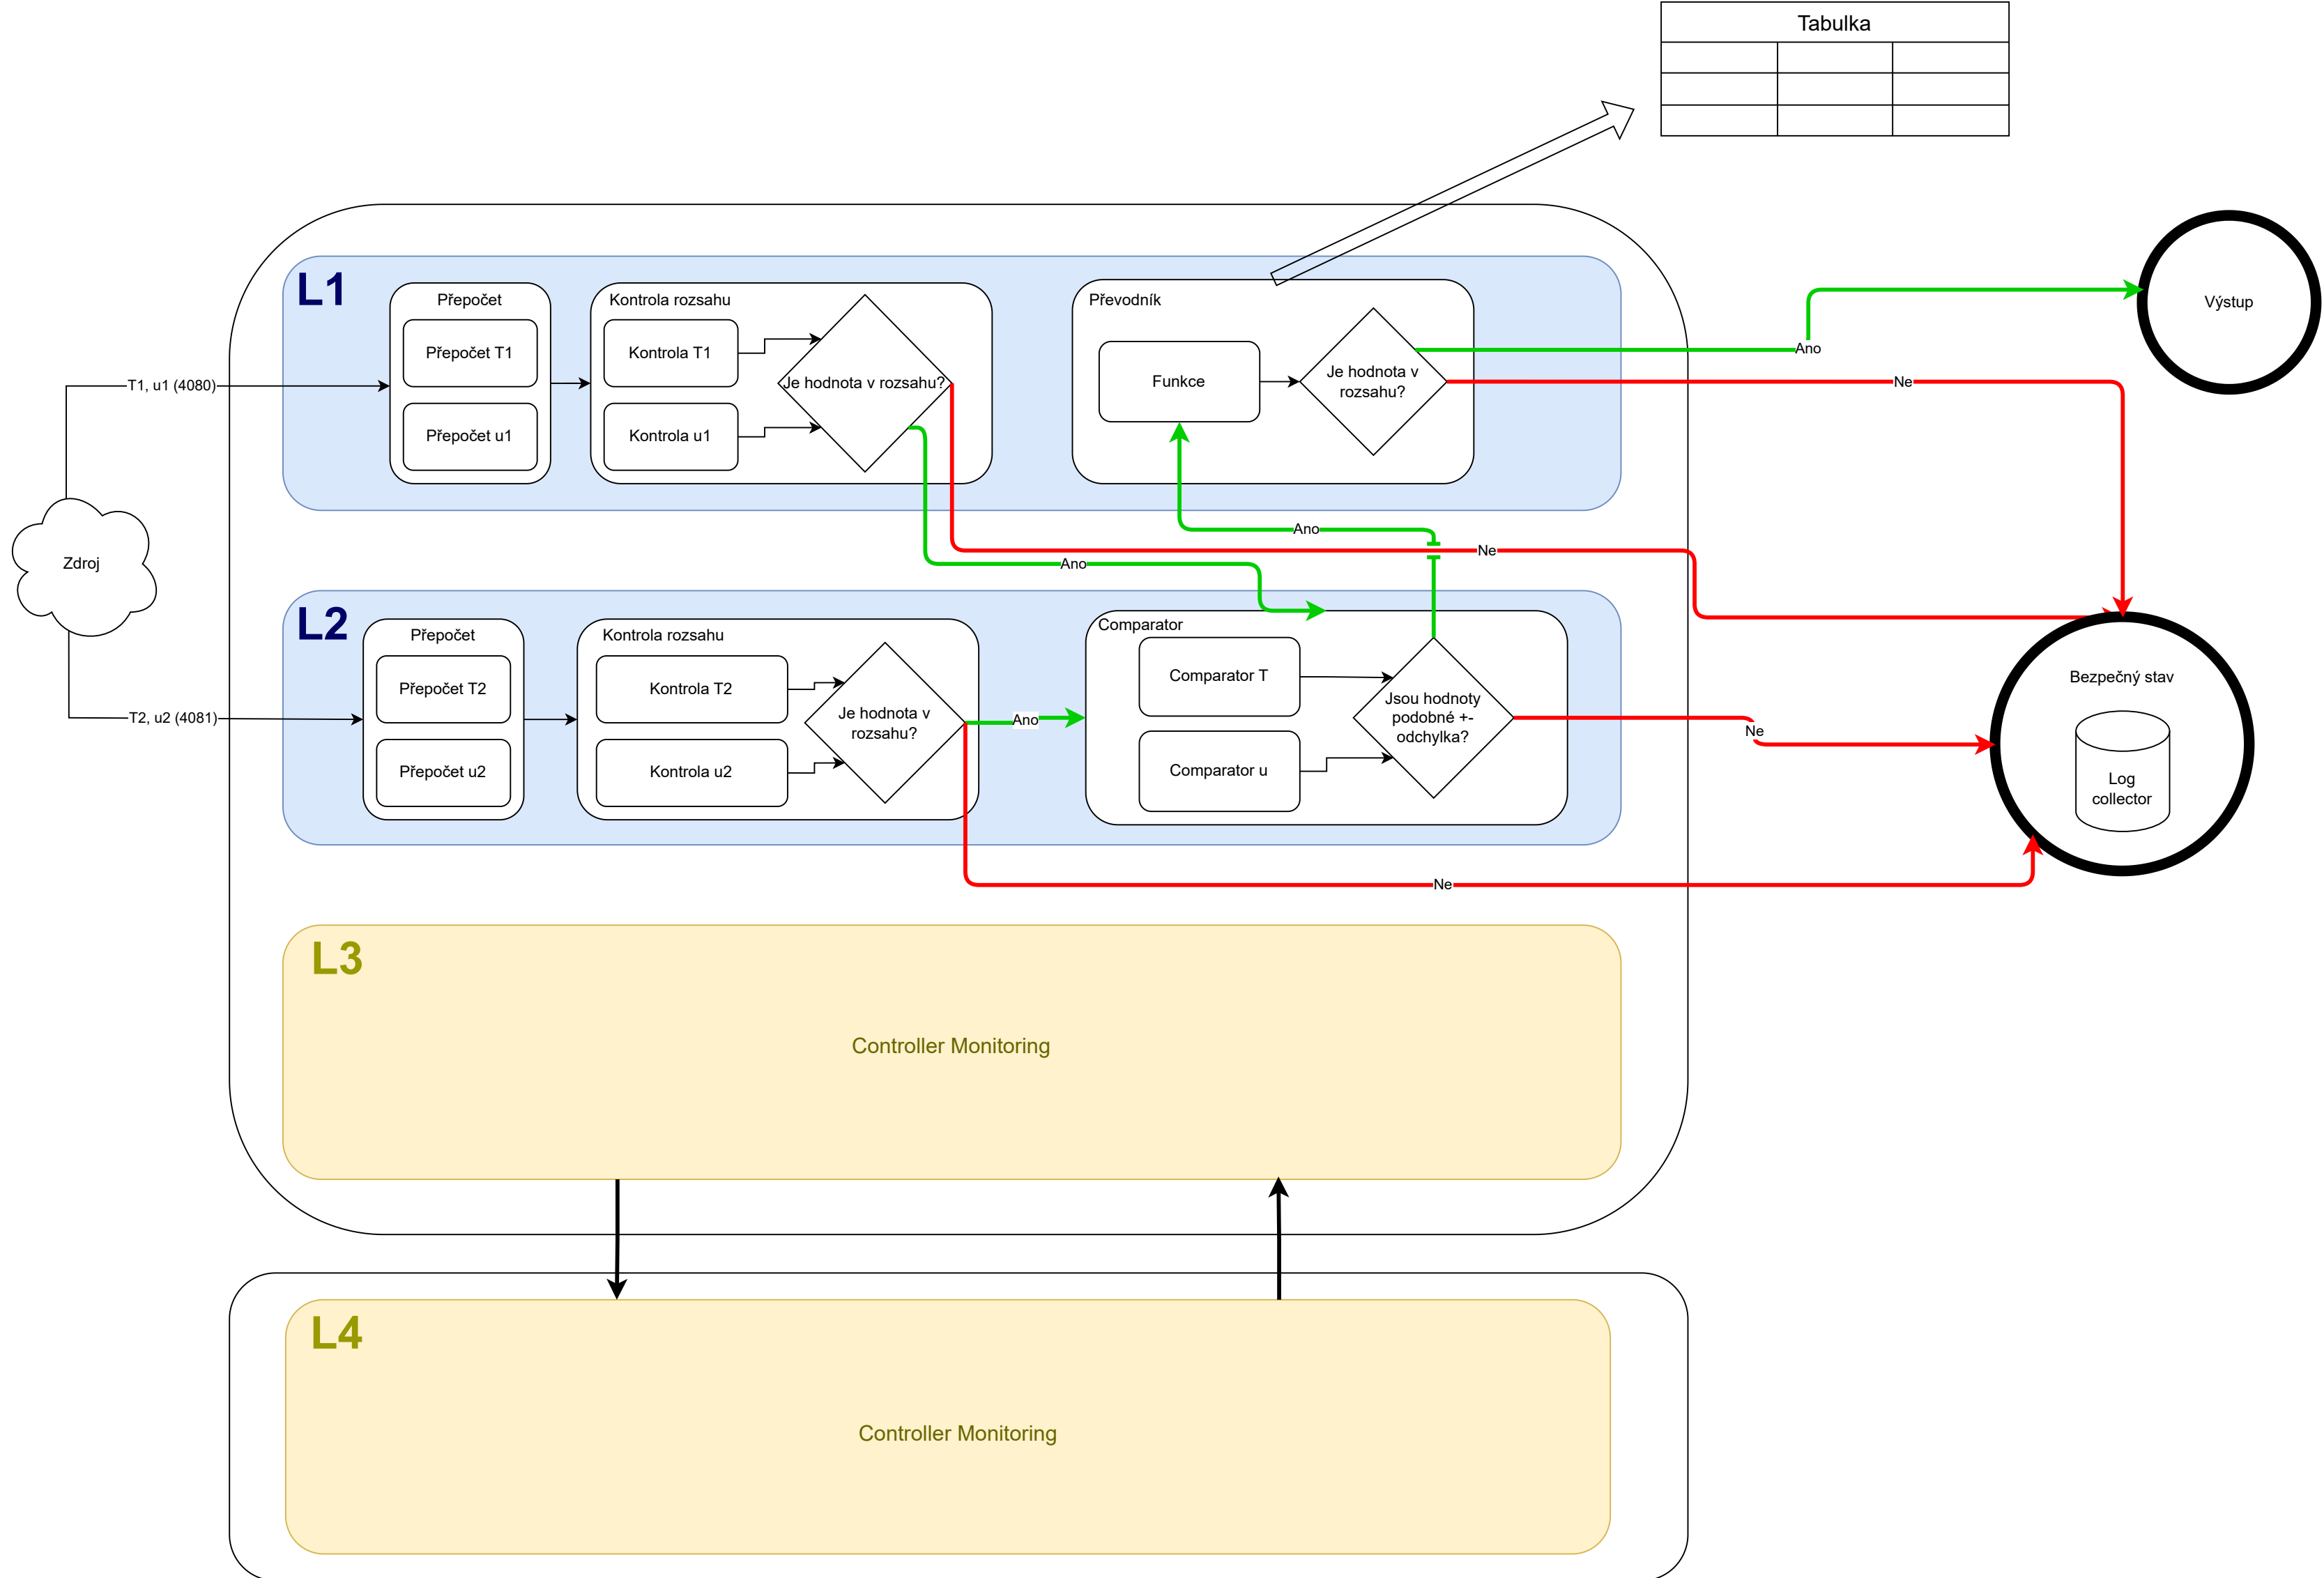 Tabulka
L1
Přepočet
Přepočet T1
Přepočet u1
Kontrola rozsahu
Kontrola T1
Kontrola u1
Je hodnota v rozsahu?
Převodník
Funkce
Je hodnota v
rozsahu?
Ano
Ne
Výstup
T1, u1 (4080)
Zdroj
T2, u2 (4081)
Ano
Ne
Ano
L2
Přepočet
Přepočet T2
Přepočet u2
Kontrola rozsahu
Kontrola T2
Kontrola u2
Je hodnota v
rozsahu?
Ano
Comparator
Comparator T
Comparator u
Jsou hodnoty
podobné +-
odchylka?
Ne
Bezpečný stav
Log
collector
Ne
L3
Controller Monitoring
L4
Controller Monitoring